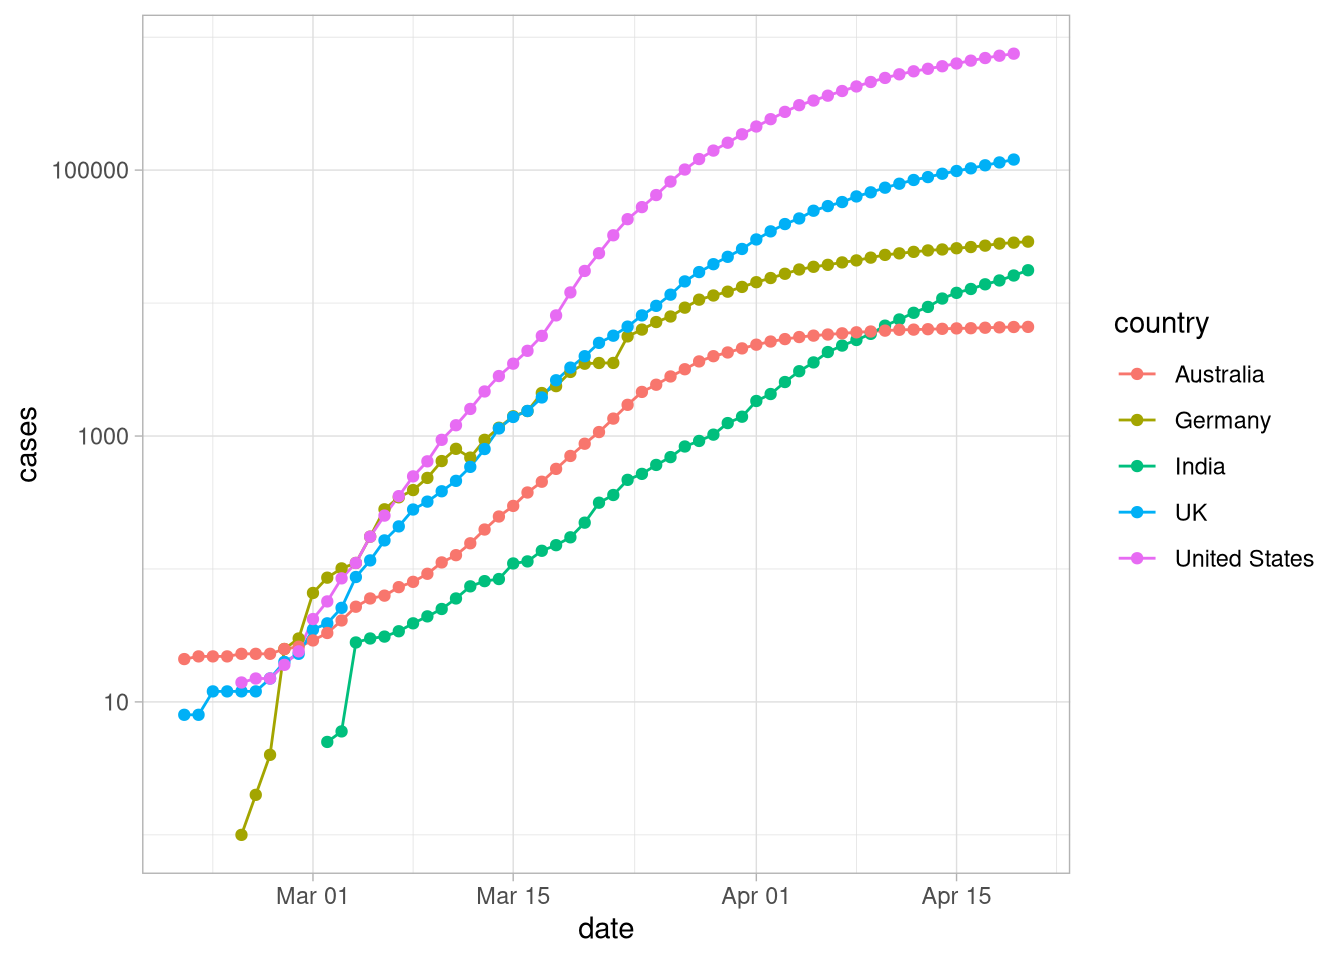 100000
1000
10
cases
Mar 01
Mar 15
Apr 01
Apr 15
date
country
Australia
Germany
India
UK
United States